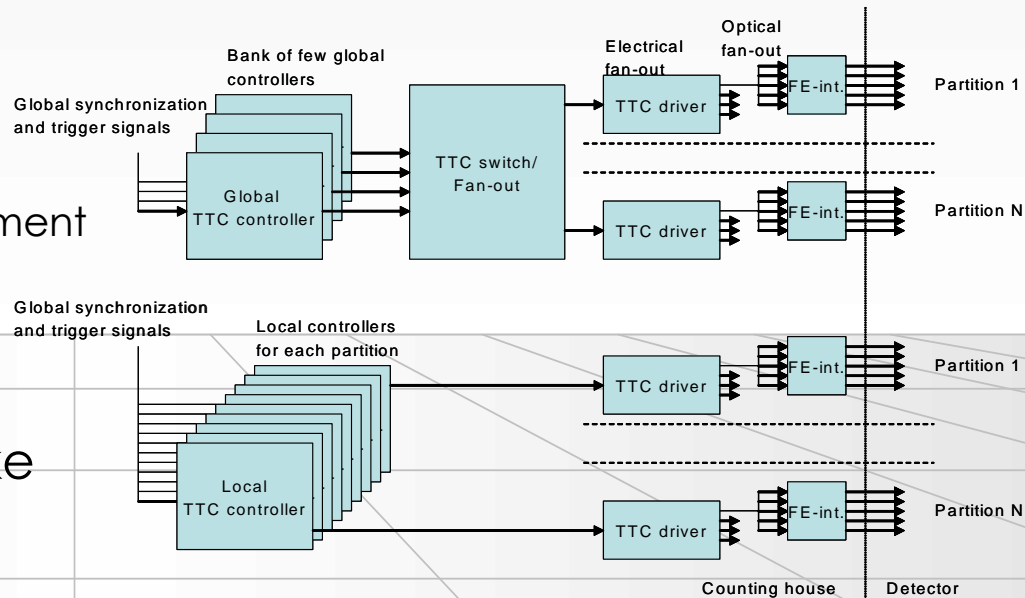 Bank of few global
controllers
Global synchronization
and trigger signals
Global
TTC controller
TTC switch/
Fan-out
Electrical
fan-out
Optical
fan-out
TTC driver
FE-int.
Partition 1
TTC driver
FE-int.
Partition N
ment
Global synchronization
and trigger signals
Local controllers
for each partition
Local
TTC controller
TTC driver
FE-int.
Partition 1
TTC driver
FE-int.
Partition N
Counting house
Detector